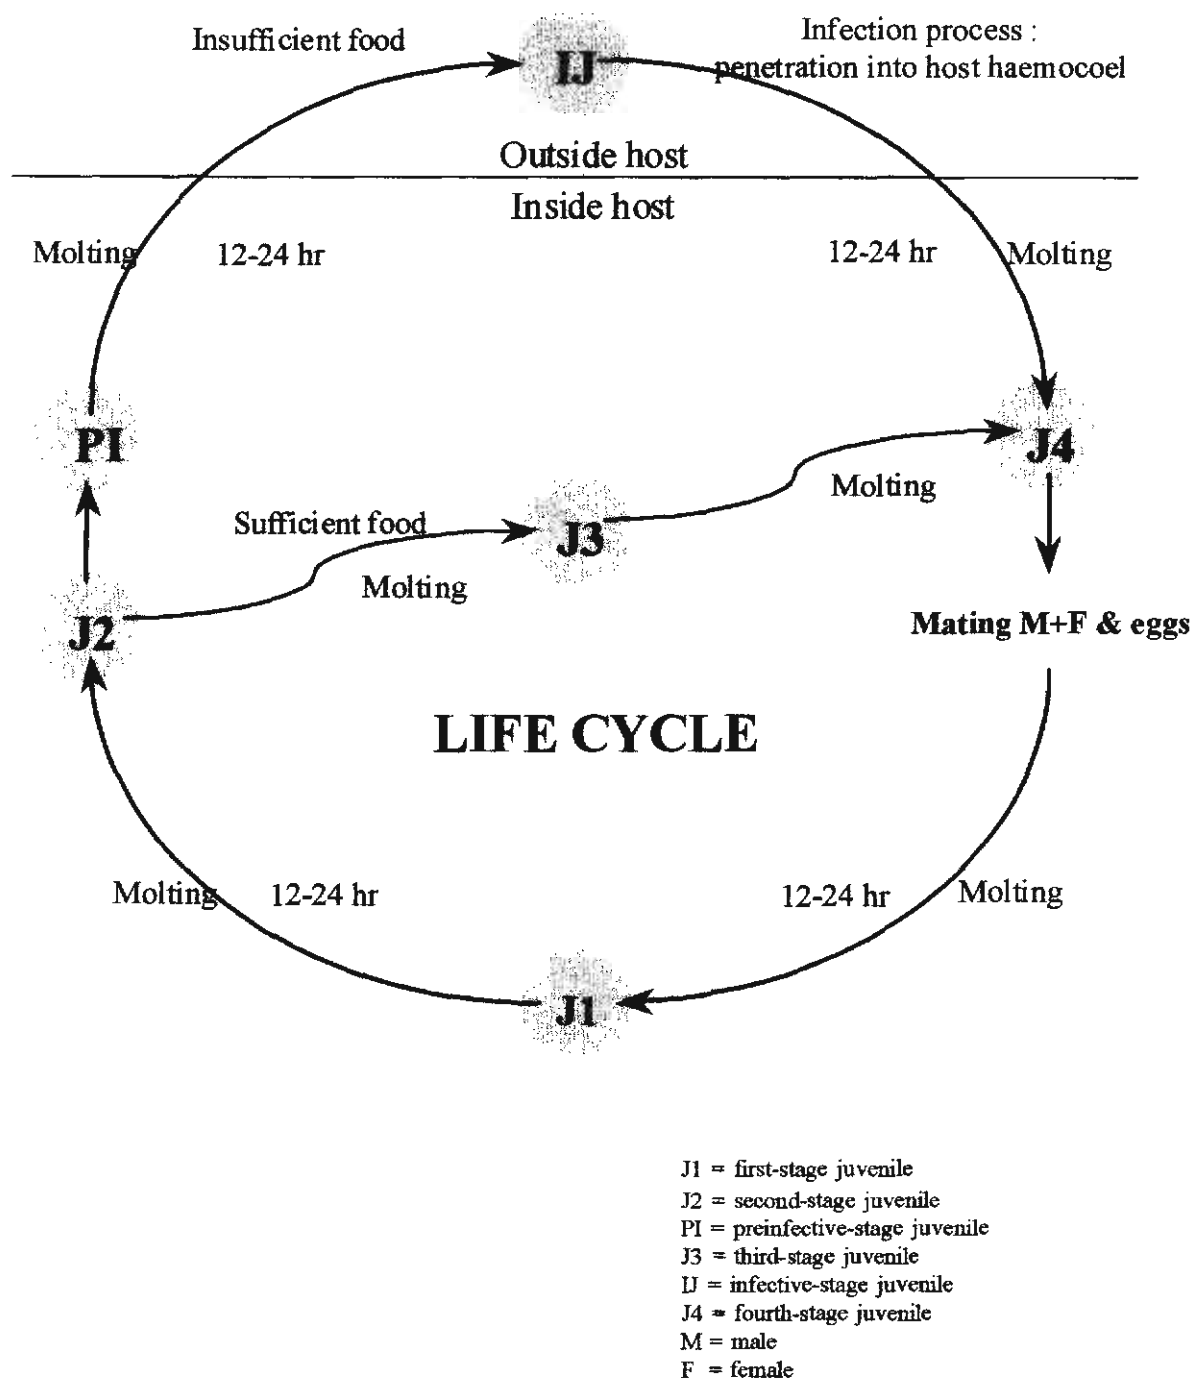 Insufficient food
IJ
Infection process :
penetration into host haemocoel
Outside host
Inside host
Molting
12-24 hr
12-24 hr
Molting
PI
J4
Molting
Sufficient food
J3
Molting
J2
Mating M+F & eggs
LIFE CYCLE
Molting
12-24 hr
12-24 hr
Molting
J1
J1 = first-stage juvenile
J2 = second-stage juvenile
PI = preinfective-stage juvenile
J3 = third-stage juvenile
IJ = infective-stage juvenile
J4 = fourth-stage juvenile
M = male
F = female